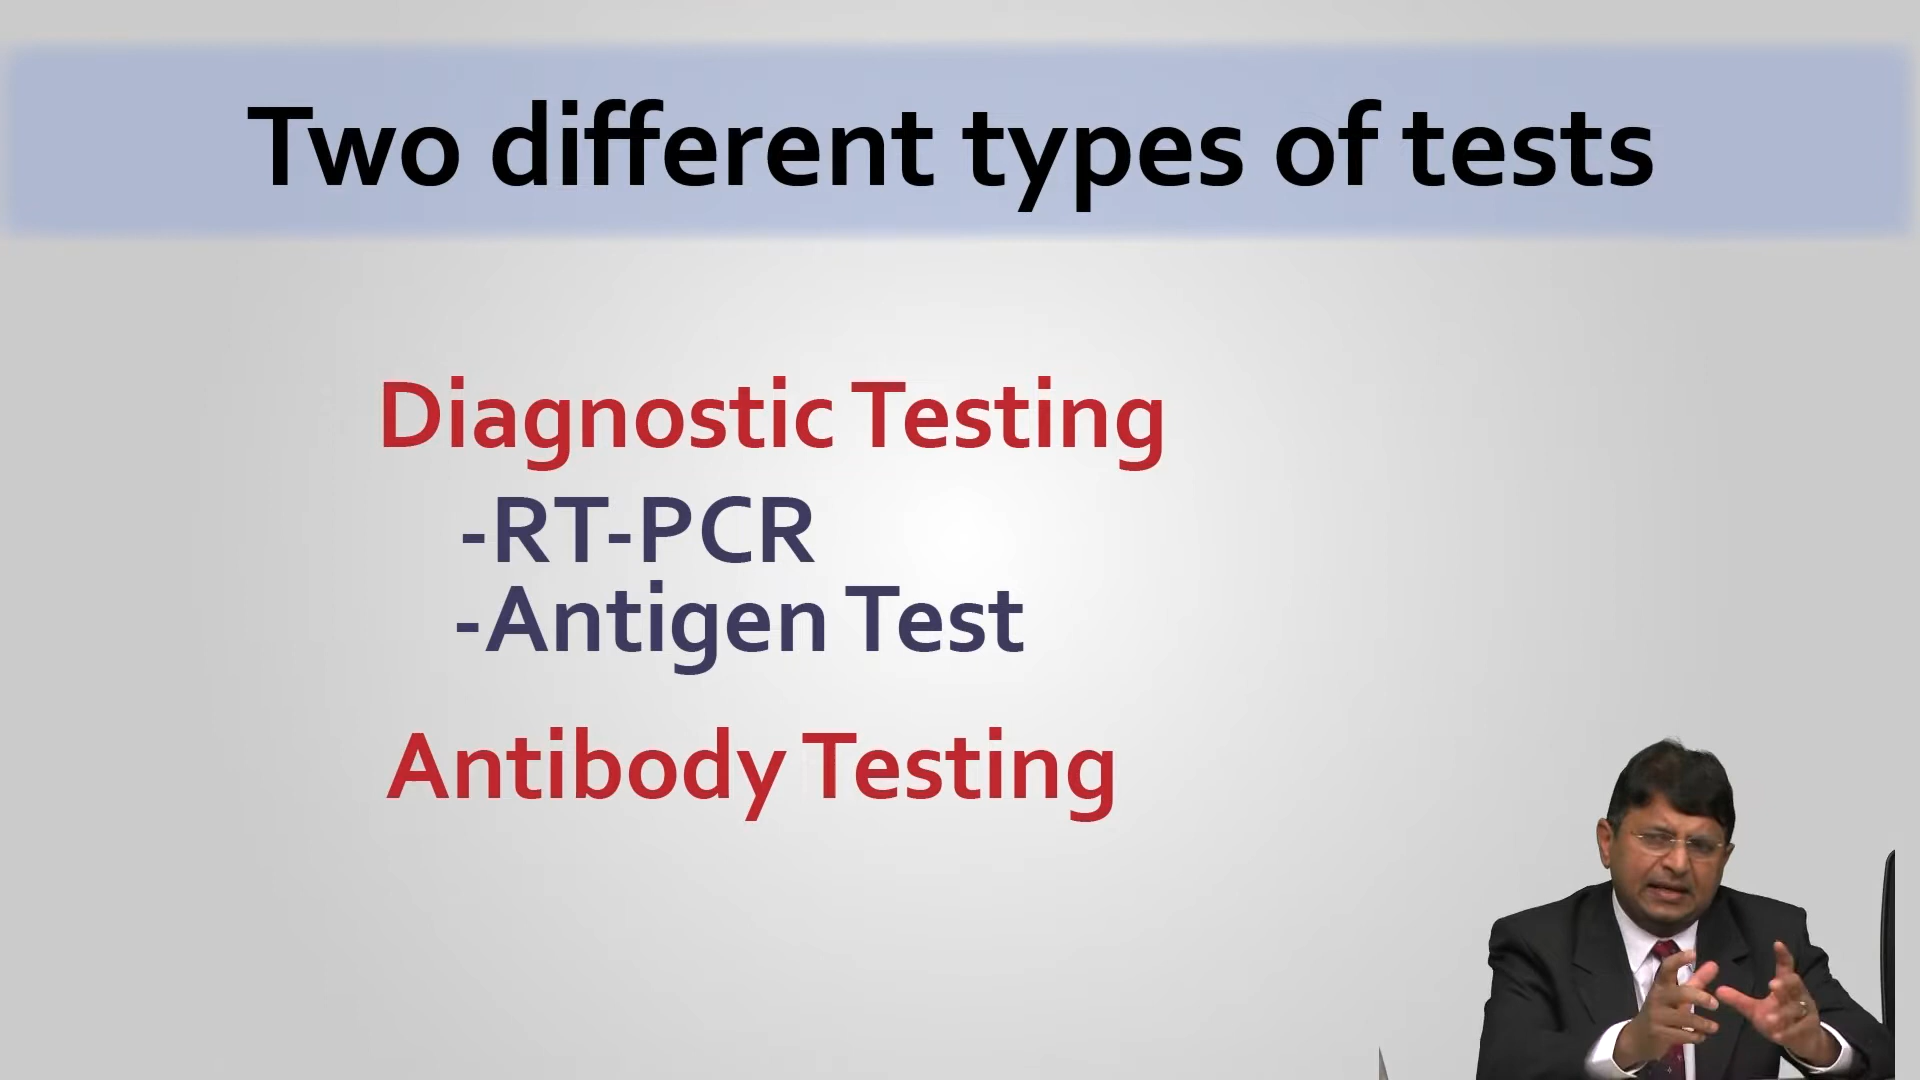 Two different types of tests
Diagnostic Testing
-RT-PCR
-Antigen Test
Antibody Testing